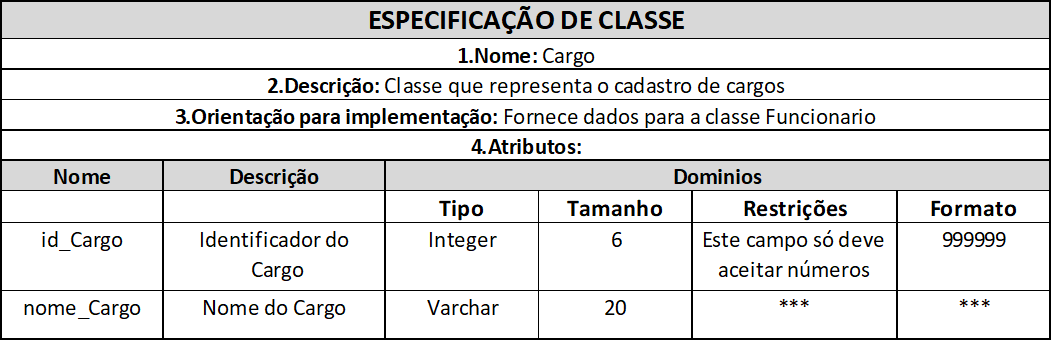 ESPECIFICAÇÃO DE CLASSE
1.Nome: Cargo
2.Descrição: Classe que representa o cadastro de cargos
3.Orientação para implementação: Fornece dados para a classe Funcionario
4.Atributos:
Nome Descrição Dominios
Tipo Tamanho Restrições Formato
id_Cargo Identificador do Integer 6 Este campo só deve 999999
Cargo aceitar números
nome_Cargo Nome do Cargo Varchar 20 *** ***